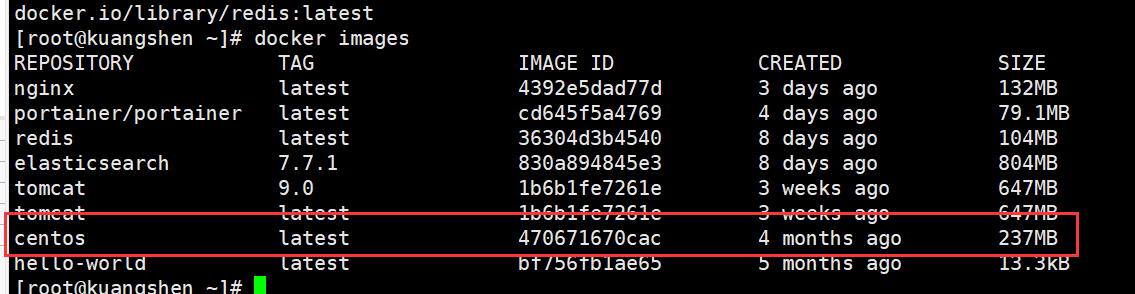 docker.io/library/redis:latest
[root@kuangshen ~]# docker images
REPOSITORY TAG IMAGE ID CREATED SIZE
nginx latest 4392e5dad77d 3 days ago 132MB
portainer/portainer latest cd645f5a4769 4 days ago 79.1MB
redis latest 36304d3b4540 8 days ago 104MB
elasticsearch 7.7.1 830a894845e3 8 days ago 804MB
tomcat 9.0 1b6b1fe7261e 3 weeks ago 647MB
tomcat latest 1b6b1fe7261e 3 weeks ago 647MB
centos latest 470671670cac 4 months ago 237MB
hello-world latest bf756fb1ae65 5 months ago 13.3kB
[root@kuangshen ~]#